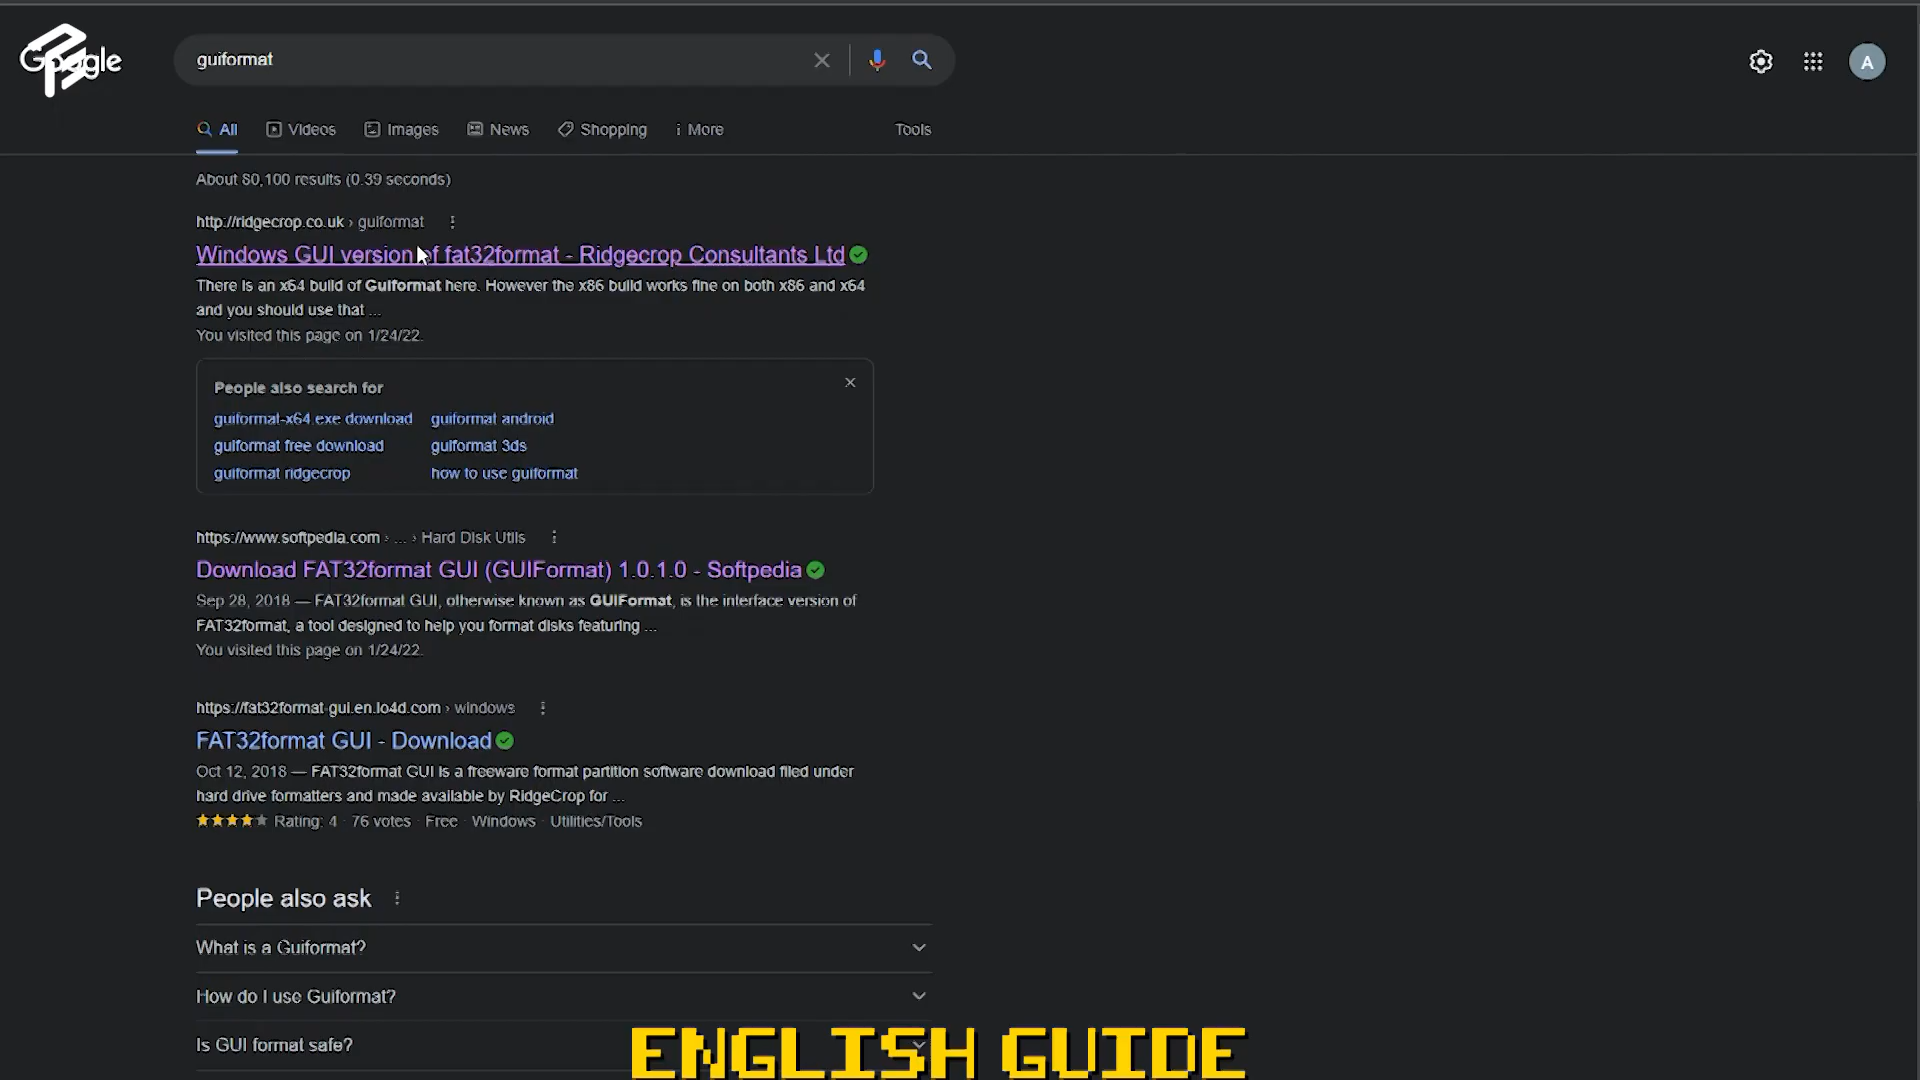 Google
guiformat
All
Videos
Images
News
Shopping
More
Tools
About 80,100 results (0.39 seconds)
http://ridgecrop.co.uk › guiformat
Windows GUI version of fat32format - Ridgecrop Consultants Ltd
There is an x64 build of Guiformat here. However the x86 build works fine on both x86 and x64
and you should use that ...
You visited this page on 1/24/22.
People also search for
guiformat-x64.exe download
guiformat android
guiformat free download
guiformat 3ds
guiformat ridgecrop
how to use guiformat
https://www.softpedia.com › ... › Hard Disk Utils
Download FAT32format GUI (GUIFormat) 1.0.1.0 - Softpedia
Sep 28, 2018 — FAT32format GUI, otherwise known as GUIFormat, is the interface version of
FAT32format, a tool designed to help you format disks featuring ...
You visited this page on 1/24/22.
https://fat32format-gui.en.lo4d.com › windows
FAT32format GUI - Download
Oct 12, 2018 — FAT32format GUI is a freeware format partition software download filed under
hard drive formatters and made available by RidgeCrop for ...
Rating: 4 · 76 votes · Free · Windows · Utilities/Tools
People also ask
What is a Guiformat?
How do I use Guiformat?
Is GUI format safe?
ENGLISH GUIDE
A